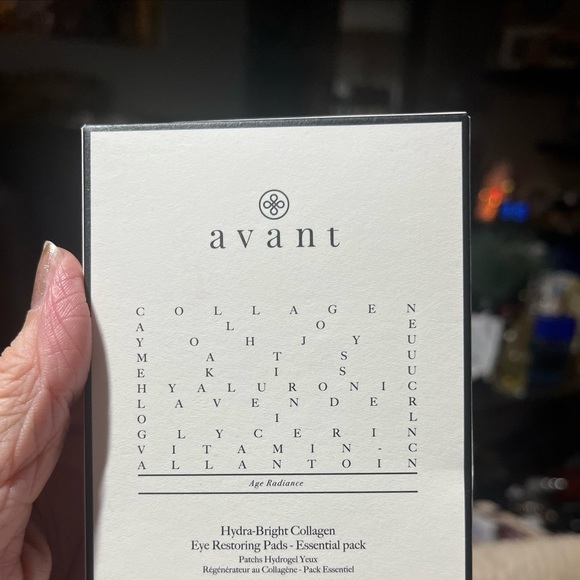 avant
C O L L A G E N
A L O E
Y O H J Y U
M A T S U
E K I S U
H Y A L U R O N I C
L A V E N D E R
O I L
G L Y C E R I N
V I T A M I N - C
A L L A N T O I N
Age Radiance
Hydra-Bright Collagen
Eye Restoring Pads - Essential pack
Patchs Hydrogel Yeux
Régénérateur au Collagène - Pack Essentiel